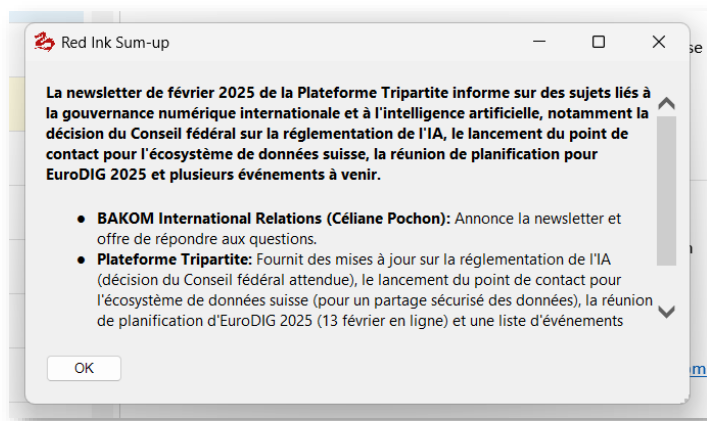 Red Ink Sum-up
se
La newsletter de février 2025 de la Plateforme Tripartite informe sur des sujets liés à
la gouvernance numérique internationale et à l'intelligence artificielle, notamment la
décision du Conseil fédéral sur la réglementation de l'IA, le lancement du point de
contact pour l'écosystème de données suisse, la réunion de planification pour
EuroDIG 2025 et plusieurs événements à venir.
● BAKOM International Relations (Céliane Pochon): Annonce la newsletter et
offre de répondre aux questions.
● Plateforme Tripartite: Fournit des mises à jour sur la réglementation de l'IA
(décision du Conseil fédéral attendue), le lancement du point de contact pour
l'écosystème de données suisse (pour un partage sécurisé des données), la réunion
de planification d'EuroDIG 2025 (13 février en ligne) et une liste d'événements
OK
om